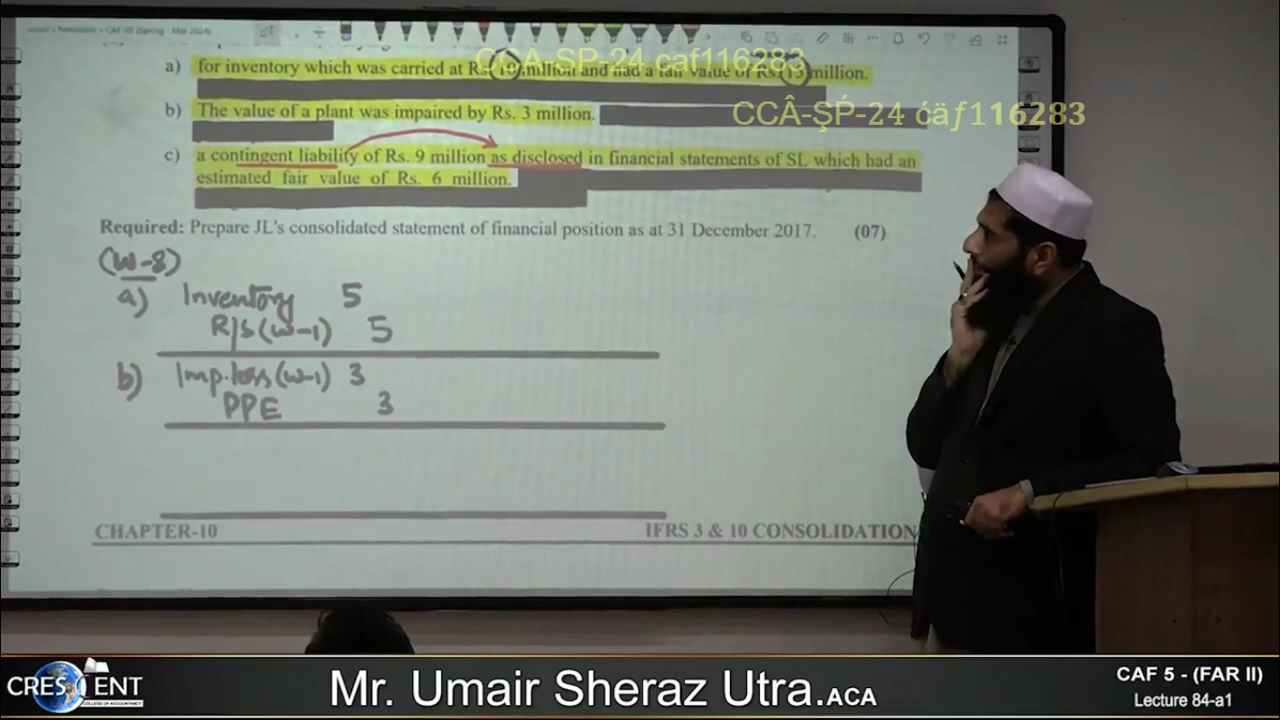 a) for inventory which was carried at Rs. 10 million and had a fair value of Rs. 15 million.
CCA-ŞP-24 caf116283
b) The value of a plant was impaired by Rs. 3 million.
CCÂ-ŞṔ-24 ćäƒ116283
c) a contingent liability of Rs. 9 million as disclosed in financial statements of SL which had an
estimated fair value of Rs. 6 million.
Required: Prepare JL's consolidated statement of financial position as at 31 December 2017. (07)
(W-8)
a) Inventory 5
R/S (W-1) 5
b) Imp.loss (W-1) 3
PPE 3
CHAPTER-10 IFRS 3 & 10 CONSOLIDATION
CRESCENT
COLLEGE OF ACCOUNTANCY
Mr. Umair Sheraz Utra.ACA
CAF 5 - (FAR II)
Lecture 84-a1